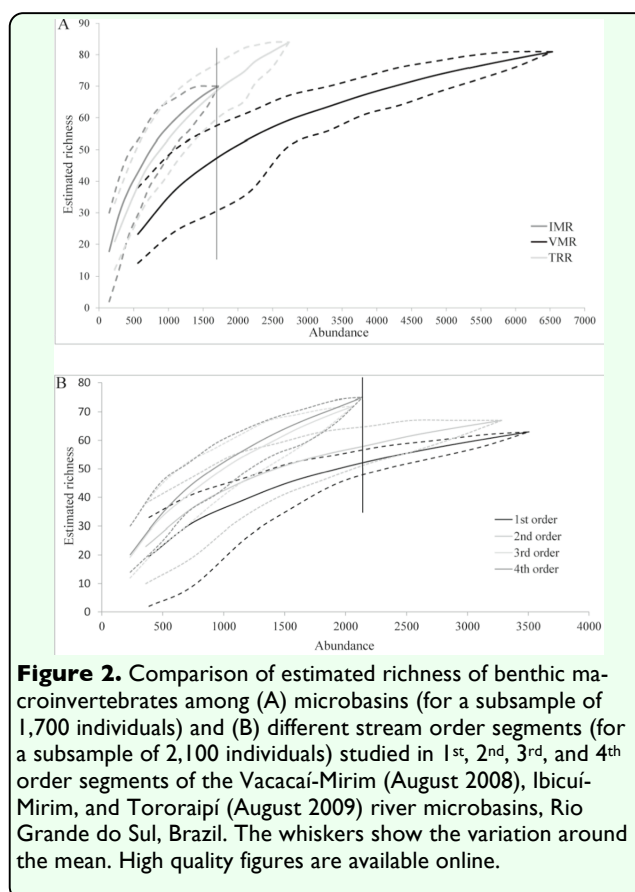 A
Estimated richness
90
80
70
60
50
40
30
20
10
0
0 500 1000 1500 2000 2500 3000 3500 4000 4500 5000 5500 6000 6500 7000
Abundance
IMR
VMR
TRR
B
Estimated richness
80
70
60
50
40
30
20
10
0
0 500 1000 1500 2000 2500 3000 3500 4000
Abundance
1st order
2nd order
3rd order
4th order
Figure 2. Comparison of estimated richness of benthic ma-
croinvertebrates among (A) microbasins (for a subsample of
1,700 individuals) and (B) different stream order segments (for
a subsample of 2,100 individuals) studied in 1st, 2nd, 3rd, and 4th
order segments of the Vacacaí-Mirim (August 2008), Ibicuí-
Mirim, and Tororaipí (August 2009) river microbasins, Rio
Grande do Sul, Brazil. The whiskers show the variation around
the mean. High quality figures are available online.